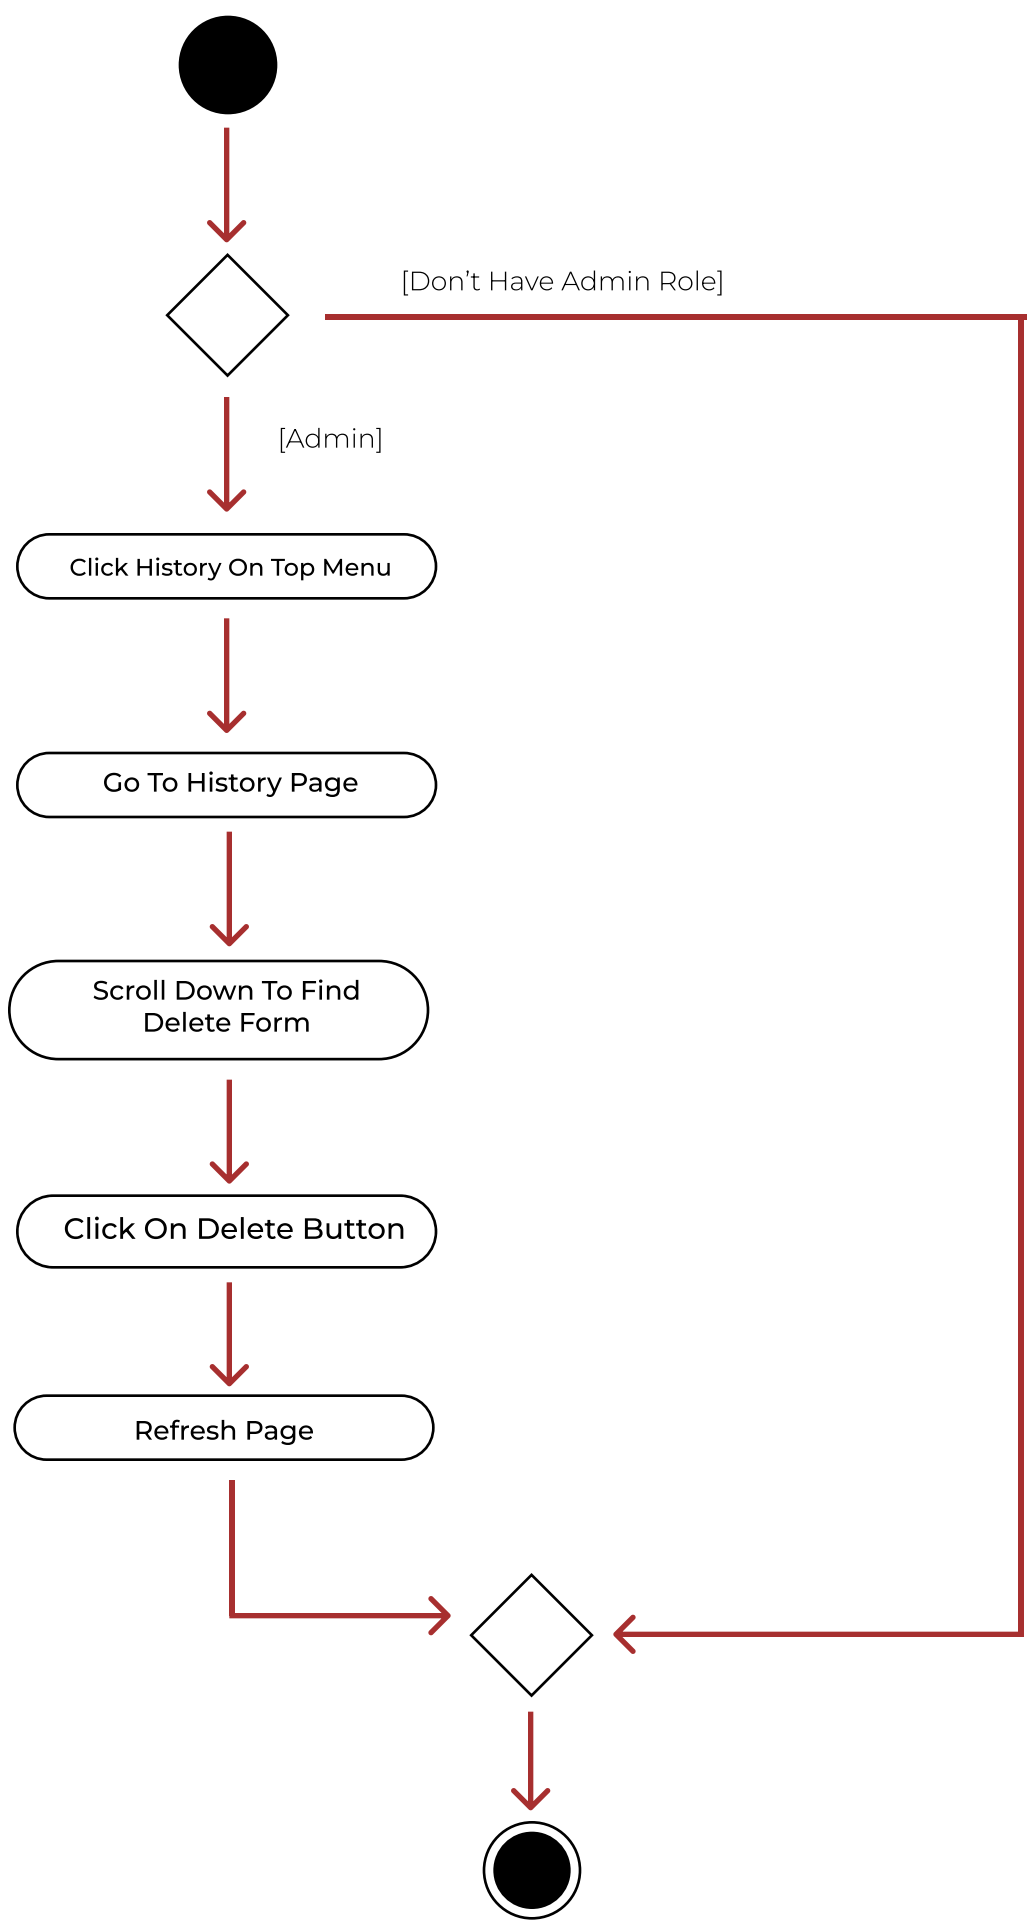 [Don’t Have Admin Role]
[Admin]
Click History On Top Menu
Go To History Page
Scroll Down To Find
Delete Form
Click On Delete Button
Refresh Page